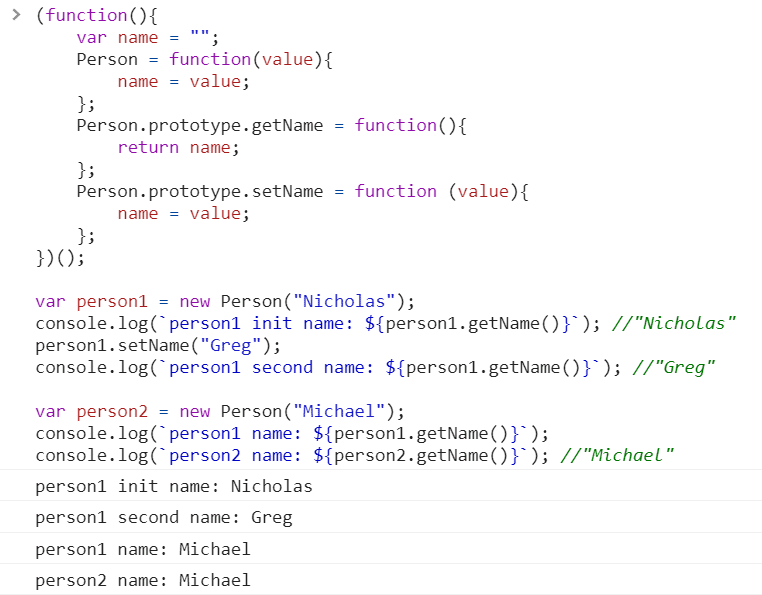 > (function(){
    var name = "";
    Person = function(value){
        name = value;
    };
    Person.prototype.getName = function(){
        return name;
    };
    Person.prototype.setName = function (value){
        name = value;
    };
})();
var person1 = new Person("Nicholas");
console.log(`person1 init name: ${person1.getName()}`); //"Nicholas"
person1.setName("Greg");
console.log(`person1 second name: ${person1.getName()}`); //"Greg"
var person2 = new Person("Michael");
console.log(`person1 name: ${person1.getName()}`);
console.log(`person2 name: ${person2.getName()}`); //"Michael"
person1 init name: Nicholas
person1 second name: Greg
person1 name: Michael
person2 name: Michael